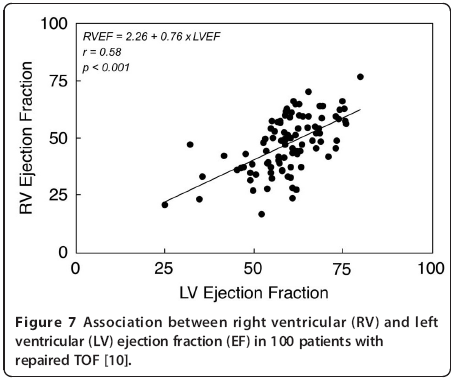 100
RVEF = 2.26 + 0.76 x LVEF
r = 0.58
p < 0.001
75
50
25
0
RV Ejection Fraction
0 25 50 75 100
LV Ejection Fraction
Figure 7 Association between right ventricular (RV) and left
ventricular (LV) ejection fraction (EF) in 100 patients with
repaired TOF [10].